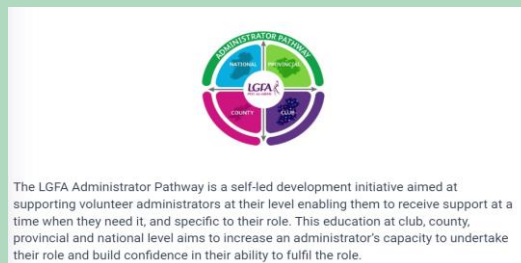 ADMINISTRATOR PATHWAY
NATIONAL
PROVINCIAL
LGFA
COUNTY
CLUB
The LGFA Administrator Pathway is a self-led development initiative aimed at
supporting volunteer administrators at their level enabling them to receive support at a
time when they need it, and specific to their role. This education at club, county,
provincial and national level aims to increase an administrator's capacity to undertake
their role and build confidence in their ability to fulfil the role.